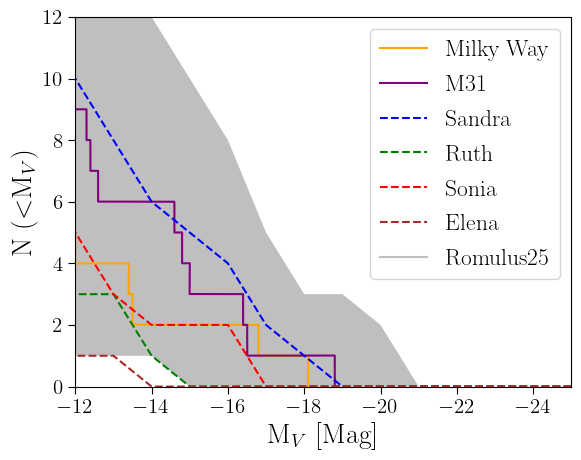 12
10
8
6
4
2
0
N (<M_V)
Milky Way
M31
Sandra
Ruth
Sonia
Elena
Romulus25
−12 −14 −16 −18 −20 −22 −24
M_V [Mag]